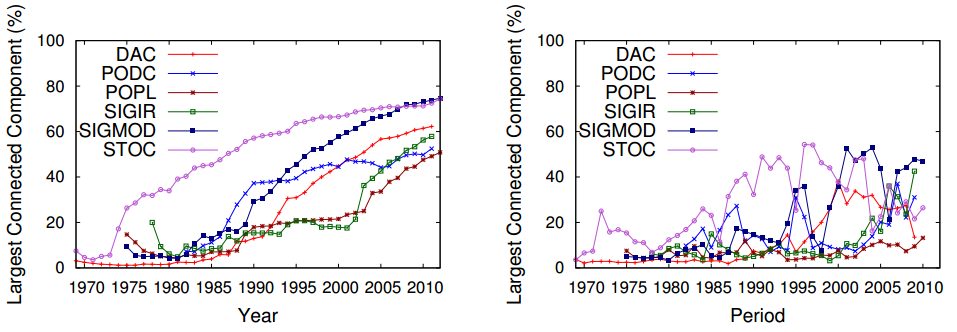 Largest Connected Component (%)
100
80
60
40
20
0
DAC
PODC
POPL
SIGIR
SIGMOD
STOC
1970 1975 1980 1985 1990 1995 2000 2005 2010
Year
Largest Connected Component (%)
100
80
60
40
20
0
DAC
PODC
POPL
SIGIR
SIGMOD
STOC
1970 1975 1980 1985 1990 1995 2000 2005 2010
Period